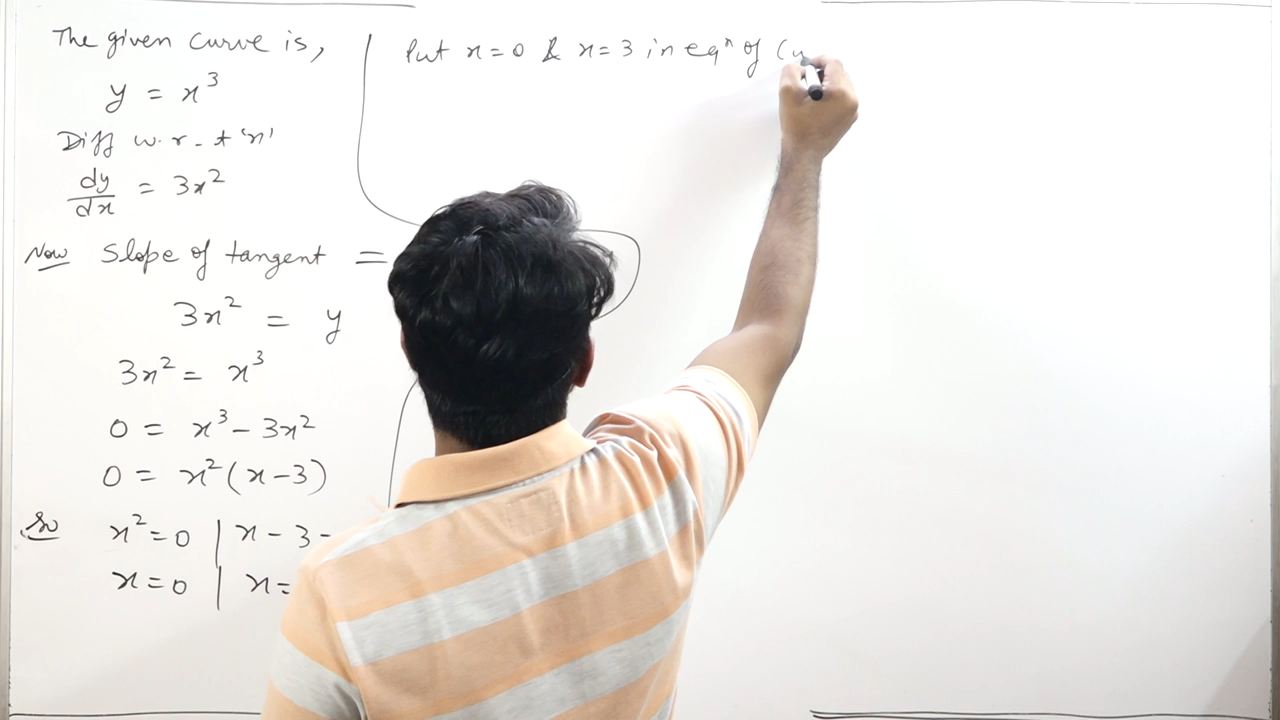 The given curve is,
y = x³
Diff w.r.t 'x'
dy/dx = 3x²
Now Slope of tangent =
3x² = y
3x² = x³
0 = x³ - 3x²
0 = x²(x-3)
So x²=0 | x-3
x=0 | x=
Put x=0 & x=3 in eqⁿ of